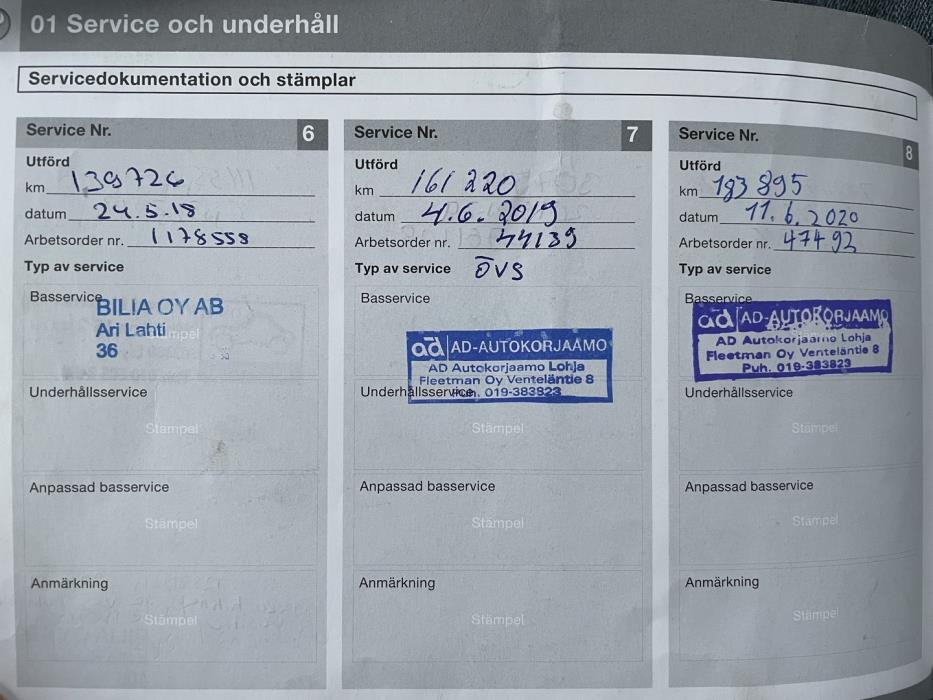 01 Service och underhåll
Servicedokumentation och stämplar
Service Nr. 6
Utförd
km 139726
datum 24.5.18
Arbetsorder nr. 1178558
Typ av service
Basservice
BILIA OY AB
Ari Lahti
36
Stämpel
Underhållsservice
Stämpel
Anpassad basservice
Stämpel
Anmärkning
Stämpel
Service Nr. 7
Utförd
km 161 220
datum 4.6.2019
Arbetsorder nr. 44139
Typ av service ÖVS
Basservice
ad AD-AUTOKORJAAMO
AD Autokorjaamo Lohja
Fleetman Oy Venteläntie 8
Puh. 019-383823
Underhållsservice
Stämpel
Anpassad basservice
Stämpel
Anmärkning
Stämpel
Service Nr. 8
Utförd
km 183 895
datum 11.6.2020
Arbetsorder nr. 47492
Typ av service
Basservice
ad AD-AUTOKORJAAMO
AD Autokorjaamo Lohja
Fleetman Oy Venteläntie 8
Puh. 019-383823
Underhållsservice
Stämpel
Anpassad basservice
Stämpel
Anmärkning
Stämpel